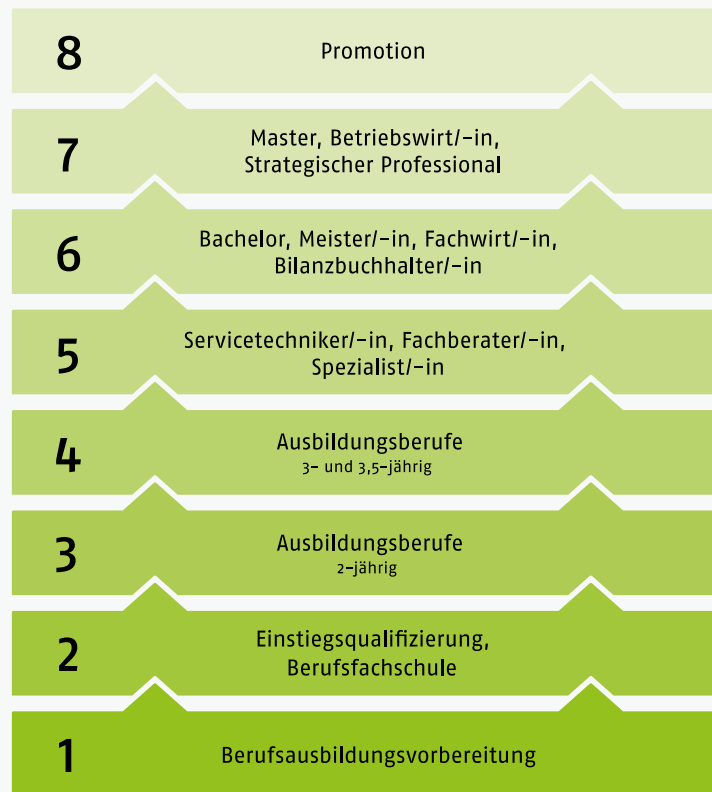 8
Promotion
7
Master, Betriebswirt/-in,
Strategischer Professional
6
Bachelor, Meister/-in, Fachwirt/-in,
Bilanzbuchhalter/-in
5
Servicetechniker/-in, Fachberater/-in,
Spezialist/-in
4
Ausbildungsberufe
3- und 3,5-jährig
3
Ausbildungsberufe
2-jährig
2
Einstiegsqualifizierung,
Berufsfachschule
1
Berufsausbildungsvorbereitung